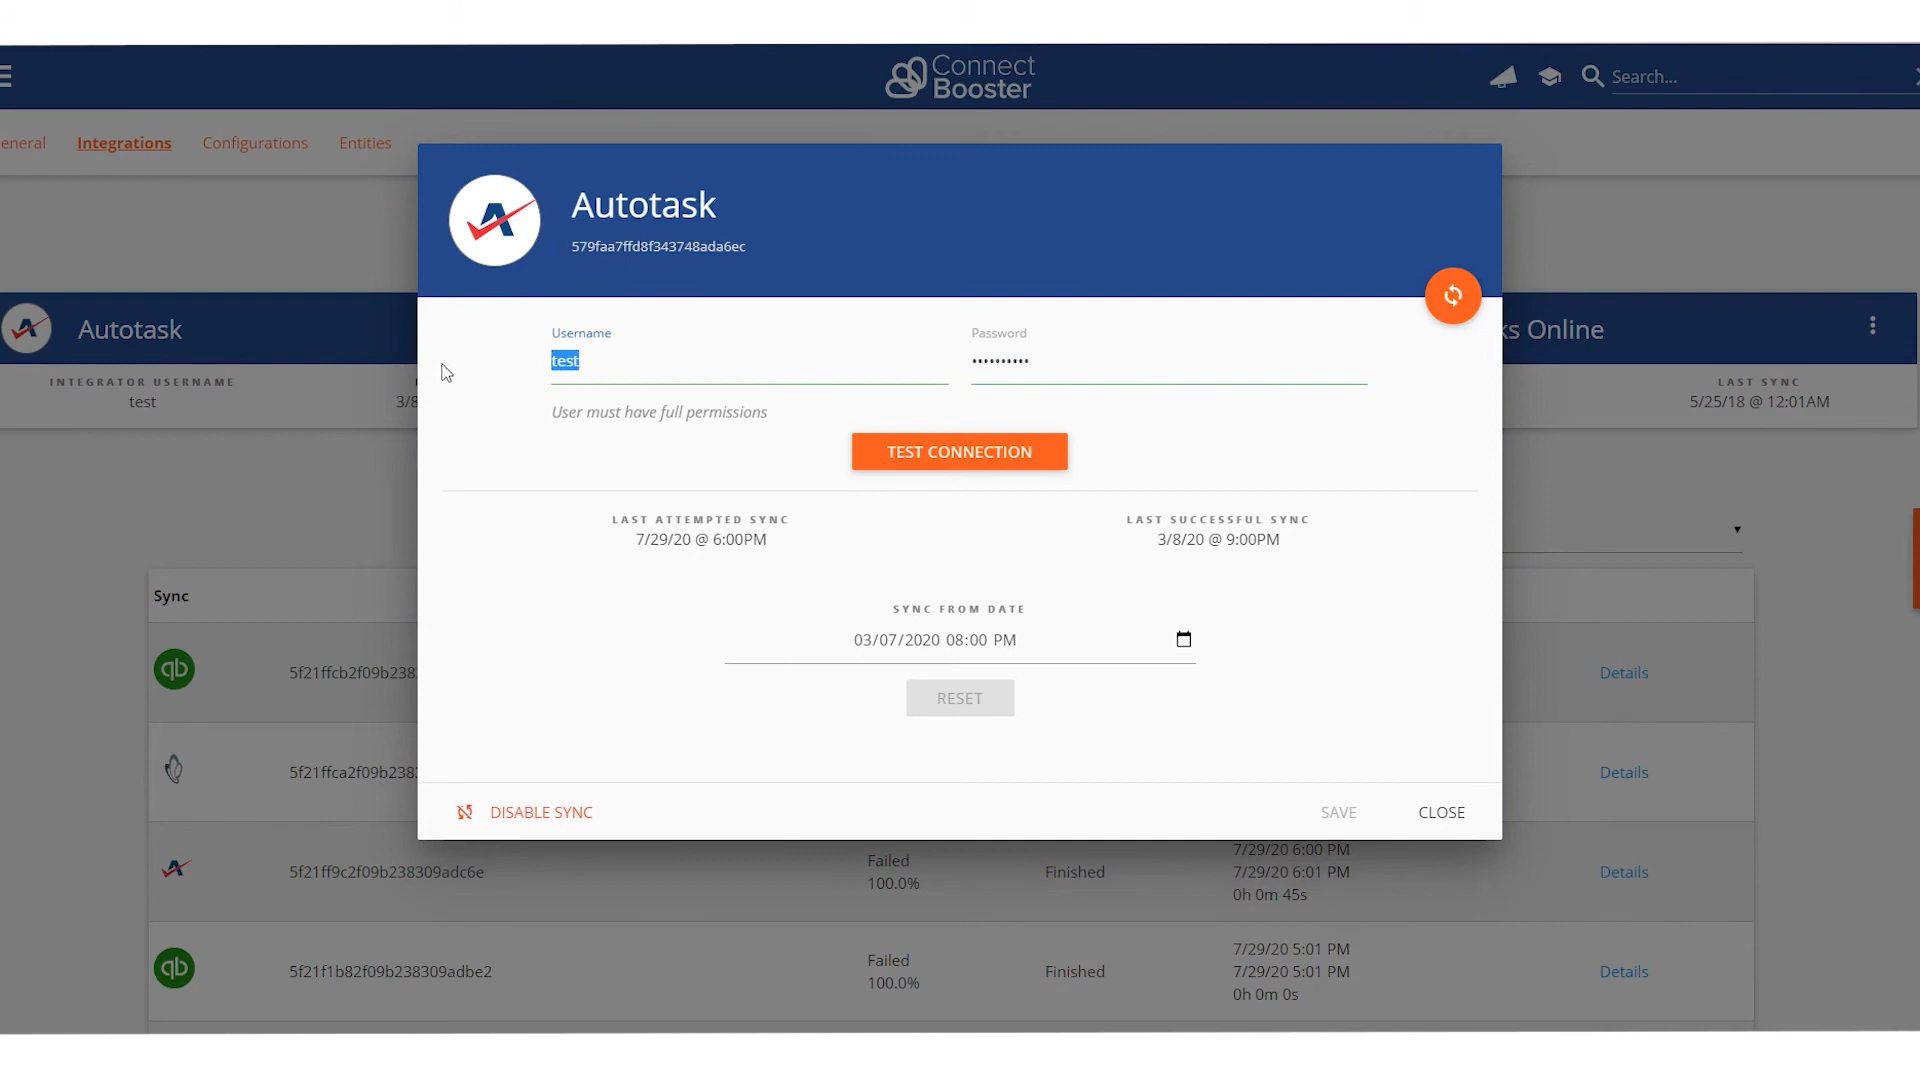 Connect
Booster
Search...
eneral
Integrations
Configurations
Entities
Autotask
579faa7ffd8f343748ada6ec
Autotask
ks Online
Username
Password
test
••••••••••
INTEGRATOR USERNAME
test
3/8
LAST SYNC
5/25/18 @ 12:01AM
User must have full permissions
TEST CONNECTION
LAST ATTEMPTED SYNC
7/29/20 @ 6:00PM
LAST SUCCESSFUL SYNC
3/8/20 @ 9:00PM
SYNC FROM DATE
03/07/2020 08:00 PM
RESET
DISABLE SYNC
SAVE
CLOSE
Sync
qb
5f21ffcb2f09b238
Details
5f21ffca2f09b238
Details
5f21ff9c2f09b238309adc6e
Failed
100.0%
Finished
7/29/20 6:00 PM
7/29/20 6:01 PM
0h 0m 45s
Details
qb
5f21f1b82f09b238309adbe2
Failed
100.0%
Finished
7/29/20 5:01 PM
7/29/20 5:01 PM
0h 0m 0s
Details